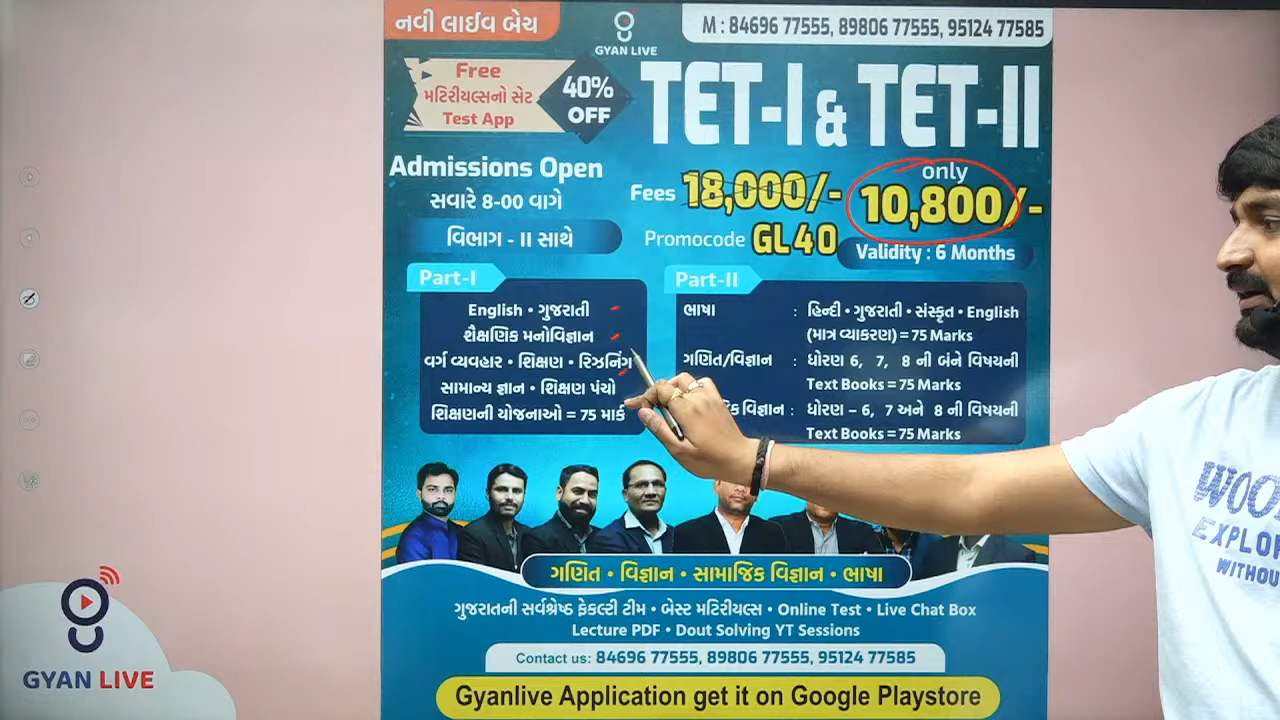 નવી લાઈવ બેચ
GYAN LIVE
M : 84696 77555, 89806 77555, 95124 77585
Free
મટિરીયલ્સનો સેટ
Test App
40%
OFF
TET-I & TET-II
Admissions Open
સવારે 8-00 વાગે
વિભાગ - II સાથે
Fees 18,000/- only 10,800/-
Promocode GL40
Validity : 6 Months
Part-I
English • ગુજરાતી
શૈક્ષણિક મનોવિજ્ઞાન
વર્ગ વ્યવહાર • શિક્ષણ • રિઝનિંગ
સામાન્ય જ્ઞાન • શિક્ષણ પંચો
શિક્ષણની યોજનાઓ = 75 માર્ક
Part-II
ભાષા : હિન્દી • ગુજરાતી • સંસ્કૃત • English
(માત્ર વ્યાકરણ) = 75 Marks
ગણિત/વિજ્ઞાન : ધોરણ 6, 7, 8 ની બંને વિષયની
Text Books = 75 Marks
વિજ્ઞાન : ધોરણ – 6, 7 અને 8 ની વિષયની
Text Books = 75 Marks
ગણિત • વિજ્ઞાન • સામાજિક વિજ્ઞાન • ભાષા
ગુજરાતની સર્વશ્રેષ્ઠ ફેકલ્ટી ટીમ • બેસ્ટ મટિરીયલ્સ • Online Test • Live Chat Box
Lecture PDF • Dout Solving YT Sessions
Contact us: 84696 77555, 89806 77555, 95124 77585
Gyanlive Application get it on Google Playstore
GYAN LIVE
WOO
EXPLOR
WITHOU